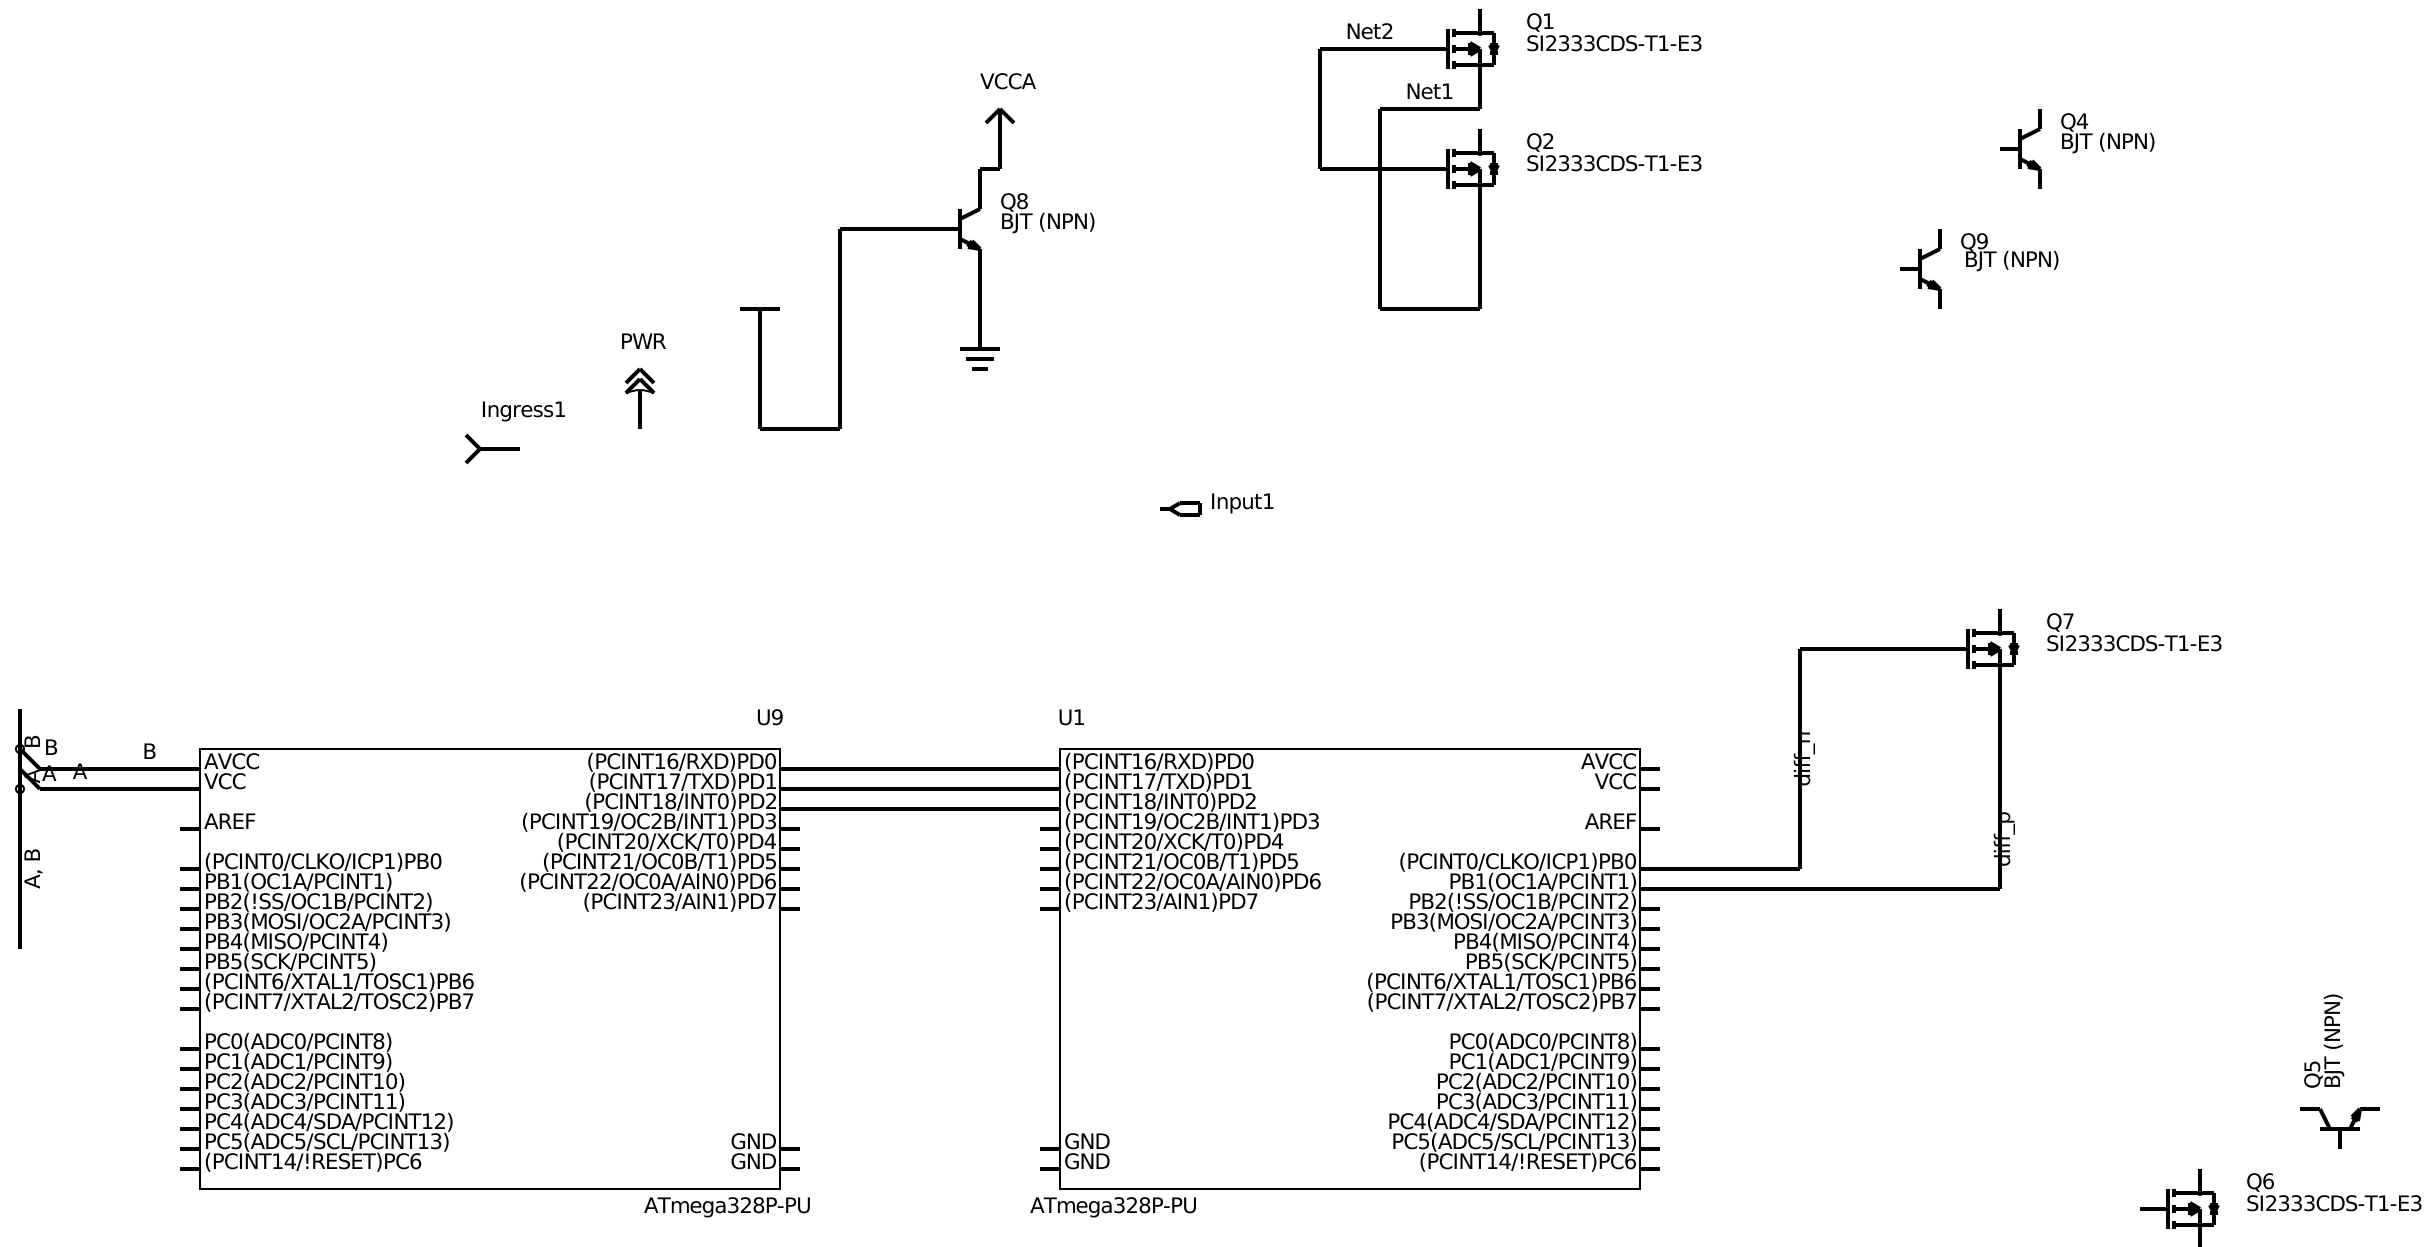 Net2
Q1
SI2333CDS-T1-E3
VCCA
Net1
Q2
SI2333CDS-T1-E3
Q4
BJT (NPN)
Q8
BJT (NPN)
Q9
BJT (NPN)
PWR
Ingress1
Input1
Q7
SI2333CDS-T1-E3
diff_n
diff_p
B
B
B
A
A
A
A, B
U9
AVCC
VCC
AREF
(PCINT0/CLKO/ICP1)PB0
PB1(OC1A/PCINT1)
PB2(!SS/OC1B/PCINT2)
PB3(MOSI/OC2A/PCINT3)
PB4(MISO/PCINT4)
PB5(SCK/PCINT5)
(PCINT6/XTAL1/TOSC1)PB6
(PCINT7/XTAL2/TOSC2)PB7
PC0(ADC0/PCINT8)
PC1(ADC1/PCINT9)
PC2(ADC2/PCINT10)
PC3(ADC3/PCINT11)
PC4(ADC4/SDA/PCINT12)
PC5(ADC5/SCL/PCINT13)
(PCINT14/!RESET)PC6
(PCINT16/RXD)PD0
(PCINT17/TXD)PD1
(PCINT18/INT0)PD2
(PCINT19/OC2B/INT1)PD3
(PCINT20/XCK/T0)PD4
(PCINT21/OC0B/T1)PD5
(PCINT22/OC0A/AIN0)PD6
(PCINT23/AIN1)PD7
GND
GND
ATmega328P-PU
U1
(PCINT16/RXD)PD0
(PCINT17/TXD)PD1
(PCINT18/INT0)PD2
(PCINT19/OC2B/INT1)PD3
(PCINT20/XCK/T0)PD4
(PCINT21/OC0B/T1)PD5
(PCINT22/OC0A/AIN0)PD6
(PCINT23/AIN1)PD7
GND
GND
AVCC
VCC
AREF
(PCINT0/CLKO/ICP1)PB0
PB1(OC1A/PCINT1)
PB2(!SS/OC1B/PCINT2)
PB3(MOSI/OC2A/PCINT3)
PB4(MISO/PCINT4)
PB5(SCK/PCINT5)
(PCINT6/XTAL1/TOSC1)PB6
(PCINT7/XTAL2/TOSC2)PB7
PC0(ADC0/PCINT8)
PC1(ADC1/PCINT9)
PC2(ADC2/PCINT10)
PC3(ADC3/PCINT11)
PC4(ADC4/SDA/PCINT12)
PC5(ADC5/SCL/PCINT13)
(PCINT14/!RESET)PC6
ATmega328P-PU
Q5
BJT (NPN)
Q6
SI2333CDS-T1-E3